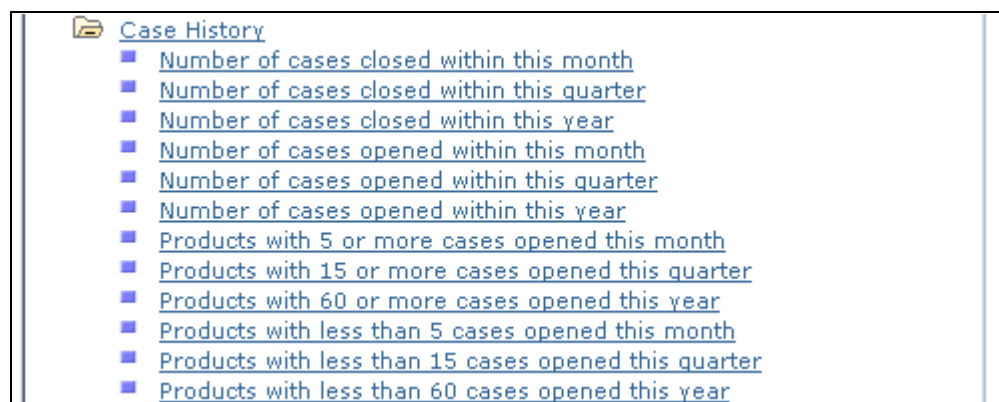 Case History
Number of cases closed within this month
Number of cases closed within this quarter
Number of cases closed within this year
Number of cases opened within this month
Number of cases opened within this quarter
Number of cases opened within this year
Products with 5 or more cases opened this month
Products with 15 or more cases opened this quarter
Products with 60 or more cases opened this year
Products with less than 5 cases opened this month
Products with less than 15 cases opened this quarter
Products with less than 60 cases opened this year